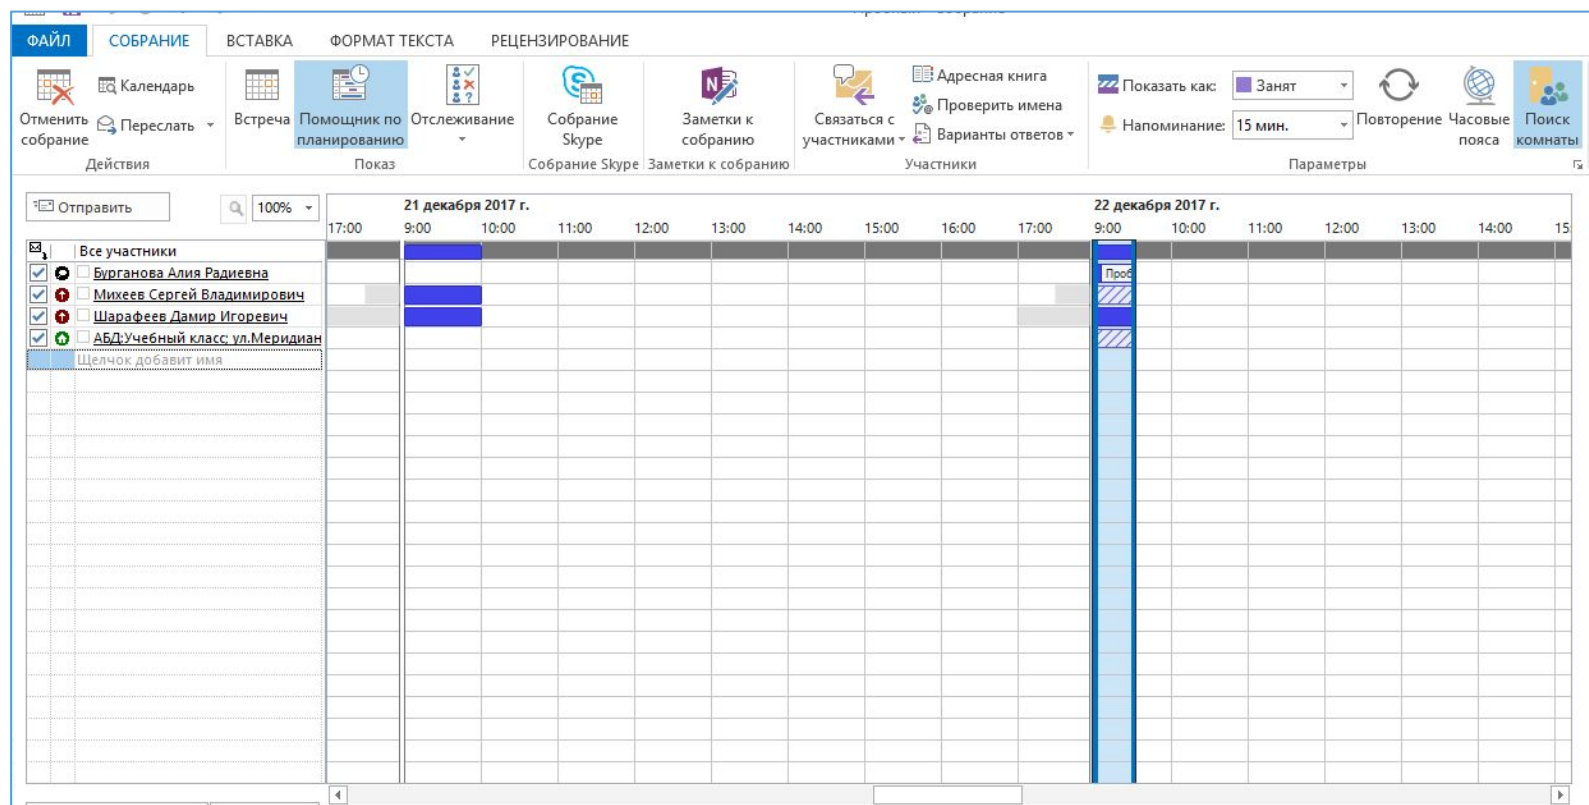 ФАЙЛ СОБРАНИЕ ВСТАВКА ФОРМАТ ТЕКСТА РЕЦЕНЗИРОВАНИЕ
Отменить собрание
Календарь
Переслать
Действия
Встреча
Помощник по планированию
Отслеживание
Показ
Собрание Skype
Собрание Skype
Заметки к собранию
Заметки к собранию
Связаться с участниками
Адресная книга
Проверить имена
Варианты ответов
Участники
Показать как: Занят
Напоминание: 15 мин.
Повторение
Часовые пояса
Поиск комнаты
Параметры
Отправить 100%
21 декабря 2017 г. 22 декабря 2017 г.
17:00 9:00 10:00 11:00 12:00 13:00 14:00 15:00 16:00 17:00 9:00 10:00 11:00 12:00 13:00 14:00 15:
Все участники
Бурганова Алия Радиевна Проб
Михеев Сергей Владимирович
Шарафеев Дамир Игоревич
АБД;Учебный класс; ул.Меридиан
Щелчок добавит имя